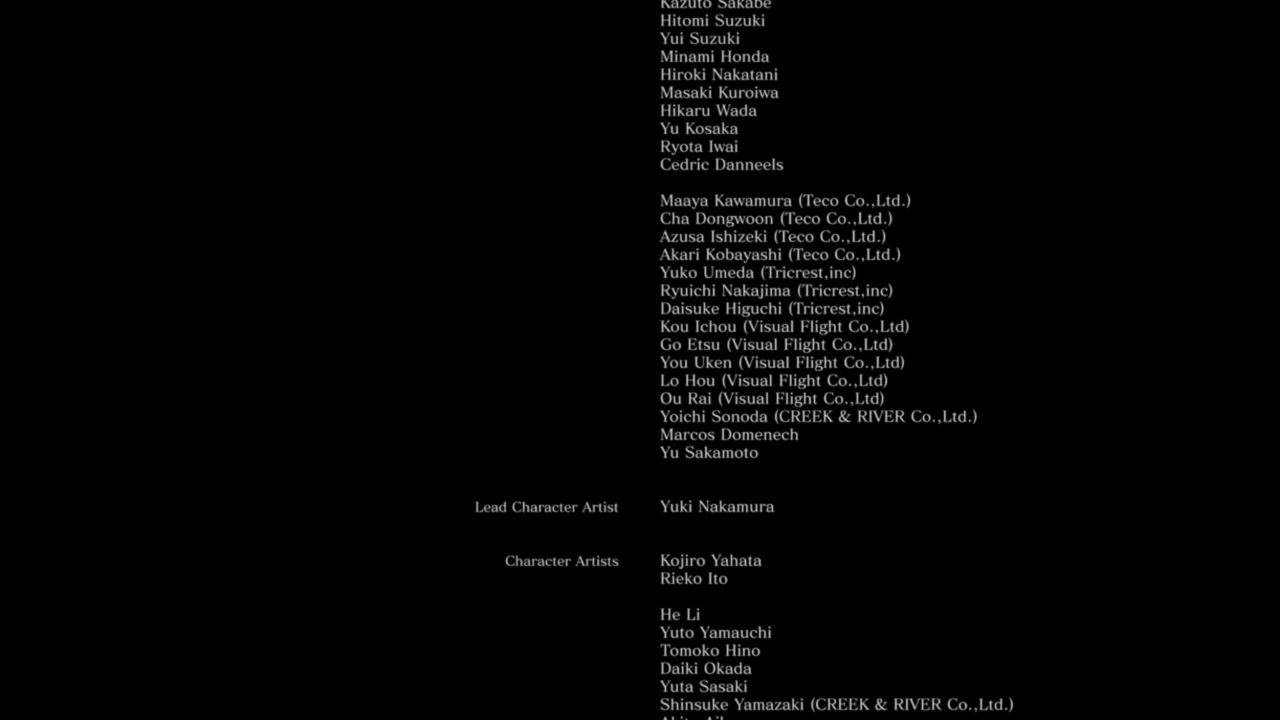 Kazuto Sakabe
Hitomi Suzuki
Yui Suzuki
Minami Honda
Hiroki Nakatani
Masaki Kuroiwa
Hikaru Wada
Yu Kosaka
Ryota Iwai
Cedric Danneels
Maaya Kawamura (Teco Co.,Ltd.)
Cha Dongwoon (Teco Co.,Ltd.)
Azusa Ishizeki (Teco Co.,Ltd.)
Akari Kobayashi (Teco Co.,Ltd.)
Yuko Umeda (Tricrest,inc)
Ryuichi Nakajima (Tricrest,inc)
Daisuke Higuchi (Tricrest,inc)
Kou Ichou (Visual Flight Co.,Ltd)
Go Etsu (Visual Flight Co.,Ltd)
You Uken (Visual Flight Co.,Ltd)
Lo Hou (Visual Flight Co.,Ltd)
Ou Rai (Visual Flight Co.,Ltd)
Yoichi Sonoda (CREEK & RIVER Co.,Ltd.)
Marcos Domenech
Yu Sakamoto
Lead Character Artist Yuki Nakamura
Character Artists Kojiro Yahata
Rieko Ito
He Li
Yuto Yamauchi
Tomoko Hino
Daiki Okada
Yuta Sasaki
Shinsuke Yamazaki (CREEK & RIVER Co.,Ltd.)